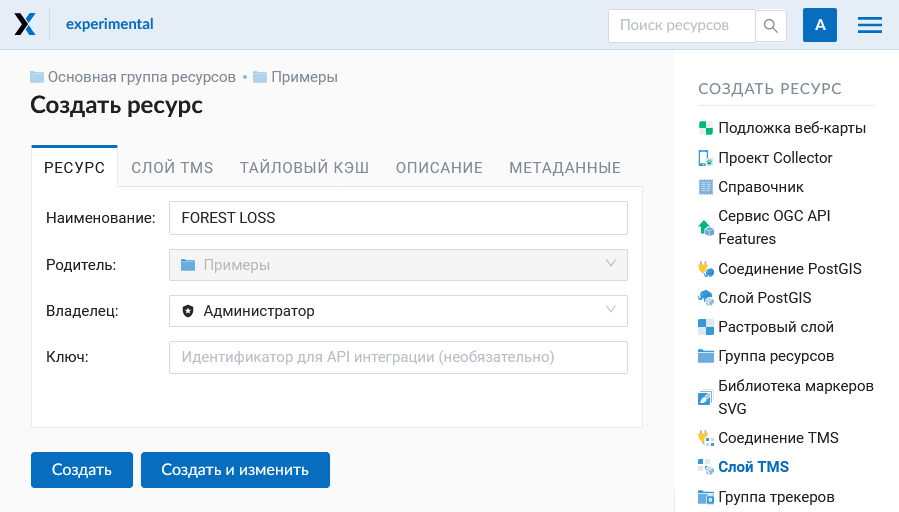 experimental
Поиск ресурсов
A
Основная группа ресурсов • Примеры
Создать ресурс
РЕСУРС СЛОЙ TMS ТАЙЛОВЫЙ КЭШ ОПИСАНИЕ МЕТАДАННЫЕ
Наименование: FOREST LOSS
Родитель: Примеры
Владелец: Администратор
Ключ: Идентификатор для API интеграции (необязательно)
Создать Создать и изменить
СОЗДАТЬ РЕСУРС
Подложка веб-карты
Проект Collector
Справочник
Сервис OGC API
Features
Соединение PostGIS
Слой PostGIS
Растровый слой
Группа ресурсов
Библиотека маркеров
SVG
Соединение TMS
Слой TMS
Группа трекеров